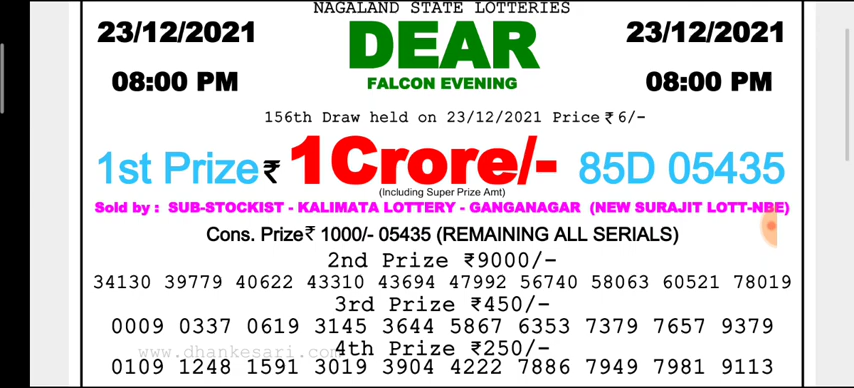 NAGALAND STATE LOTTERIES
23/12/2021 DEAR 23/12/2021
08:00 PM FALCON EVENING 08:00 PM
156th Draw held on 23/12/2021 Price ₹ 6/-
1st Prize ₹ 1Crore/- 85D 05435
(Including Super Prize Amt)
Sold by : SUB-STOCKIST - KALIMATA LOTTERY - GANGANAGAR (NEW SURAJIT LOTT-NBE)
Cons. Prize ₹ 1000/- 05435 (REMAINING ALL SERIALS)
2nd Prize ₹9000/-
34130 39779 40622 43310 43694 47992 56740 58063 60521 78019
3rd Prize ₹450/-
0009 0337 0619 3145 3644 5867 6353 7379 7657 9379
www.dhankesari.com
4th Prize ₹250/-
0109 1248 1591 3019 3904 4222 7886 7949 7981 9113